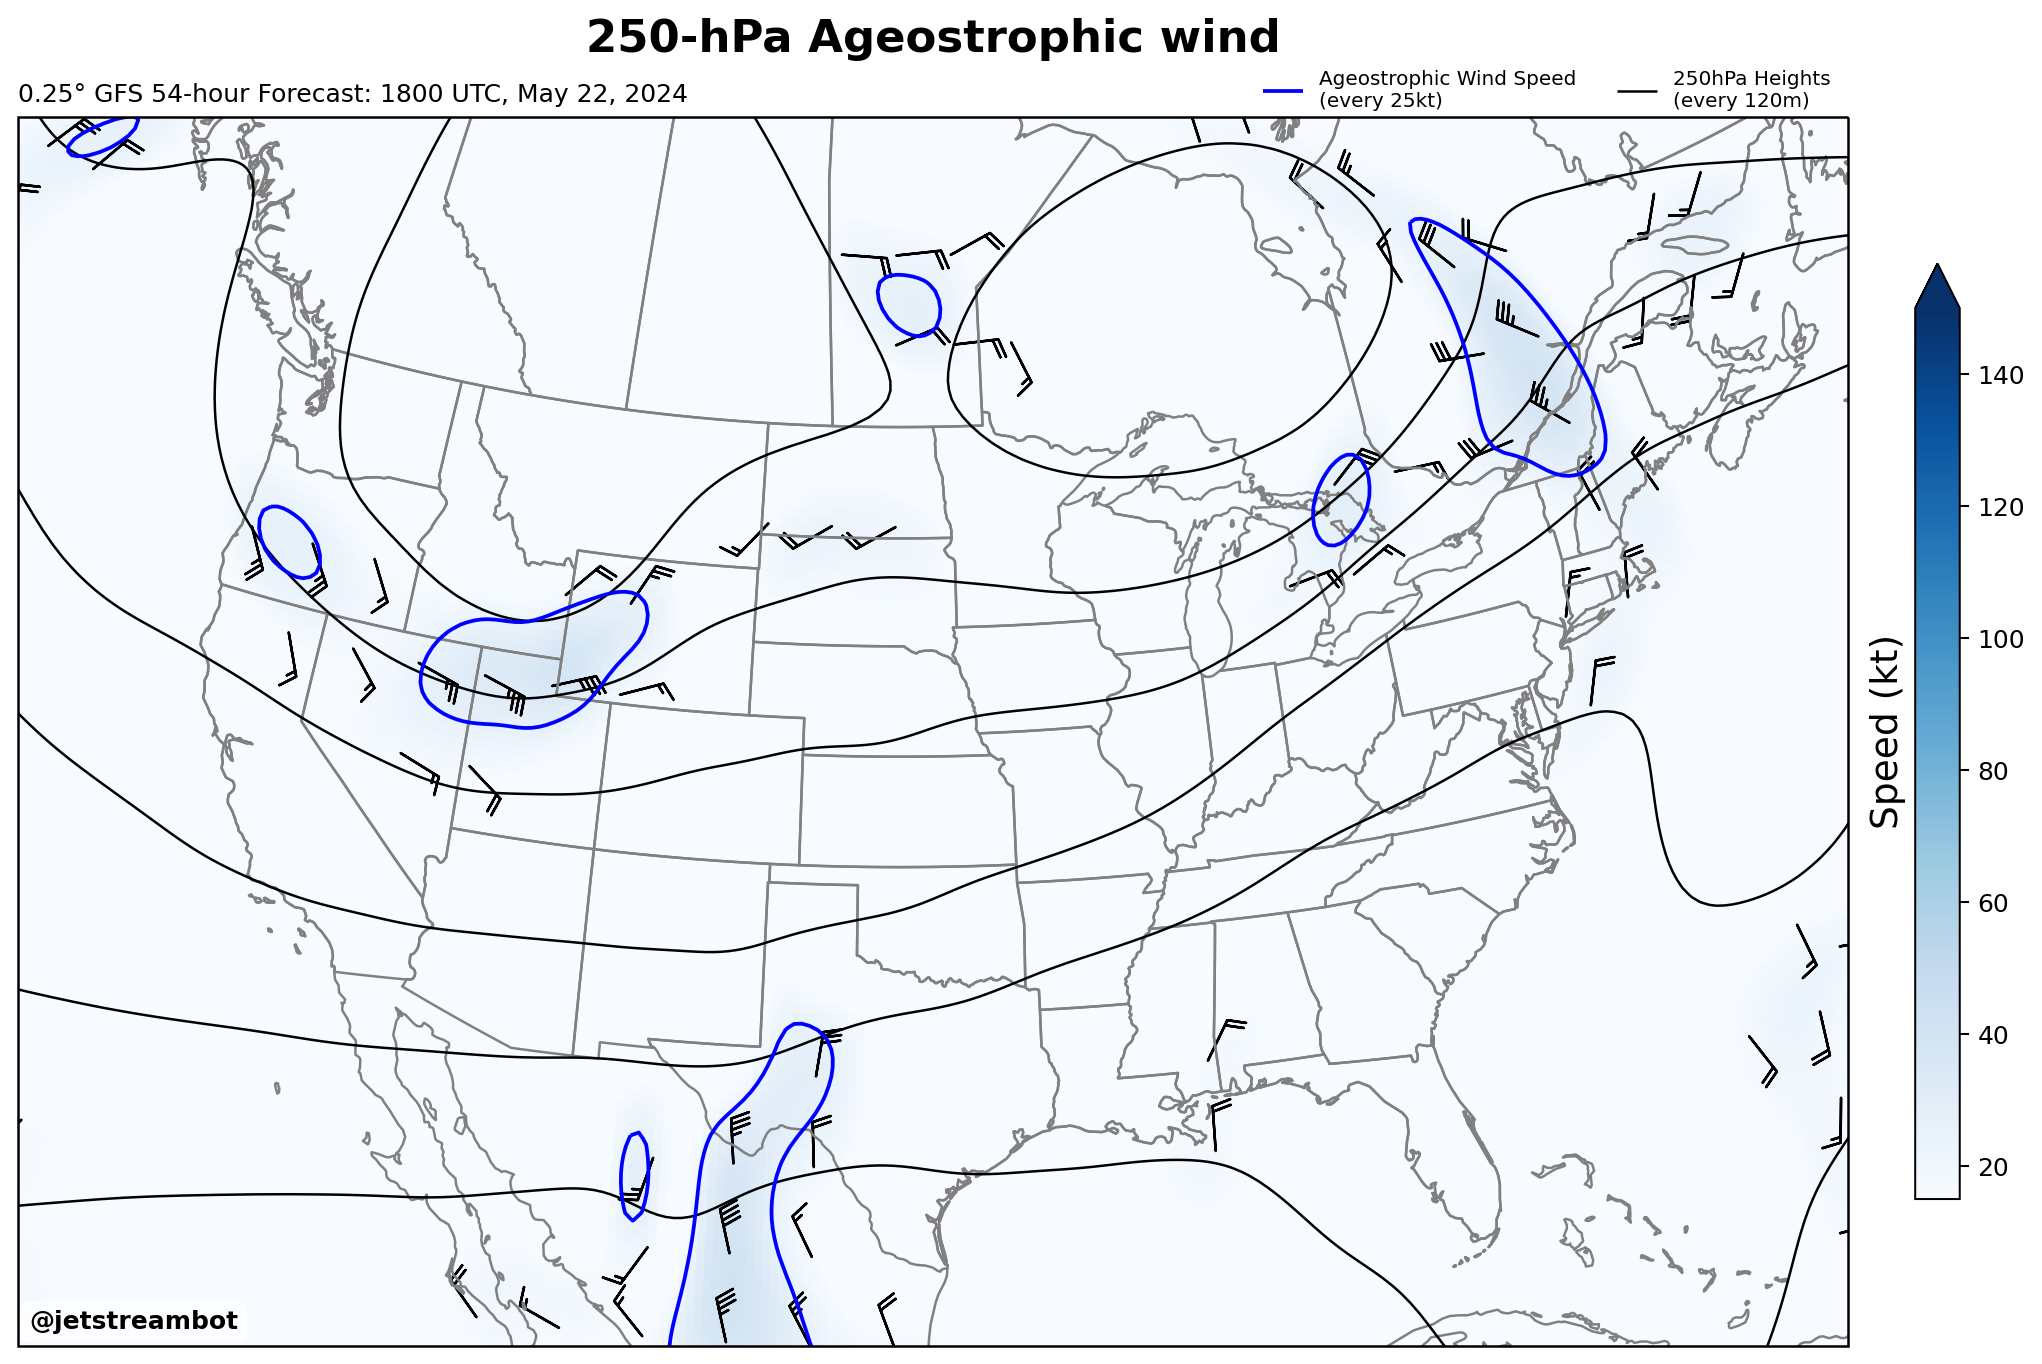 250-hPa Ageostrophic wind
0.25° GFS 54-hour Forecast: 1800 UTC, May 22, 2024
Ageostrophic Wind Speed
(every 25kt)
250hPa Heights
(every 120m)
140
120
100
80
60
40
20
Speed (kt)
@jetstreambot